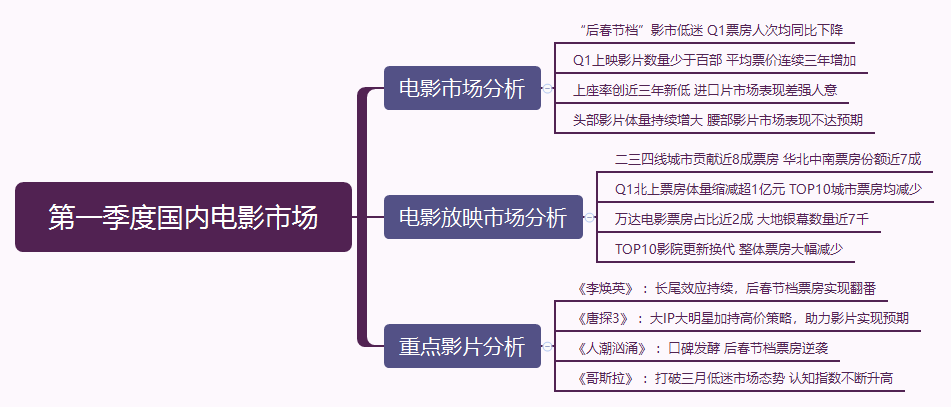 第一季度国内电影市场
电影市场分析
“后春节档”影市低迷 Q1票房人次均同比下降
Q1上映影片数量少于百部 平均票价连续三年增加
上座率创近三年新低 进口片市场表现差强人意
头部影片体量持续增大 腰部影片市场表现不达预期
电影放映市场分析
二三四线城市贡献近8成票房 华北中南票房份额近7成
Q1北上票房体量缩减超1亿元 TOP10城市票房均减少
万达电影票房占比近2成 大地银幕数量近7千
TOP10影院更新换代 整体票房大幅减少
重点影片分析
《李焕英》：长尾效应持续，后春节档票房实现翻番
《唐探3》：大IP大明星加持高价策略，助力影片实现预期
《人潮汹涌》：口碑发酵 后春节档票房逆袭
《哥斯拉》：打破三月低迷市场态势 认知指数不断升高